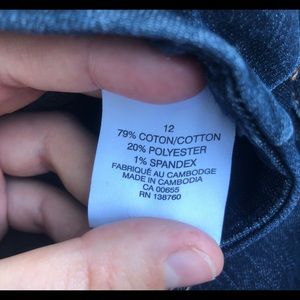 12
79% COTON/COTTON
20% POLYESTER
1% SPANDEX
FABRIQUÉ AU CAMBODGE
MADE IN CAMBODIA
CA 00655
RN 138760